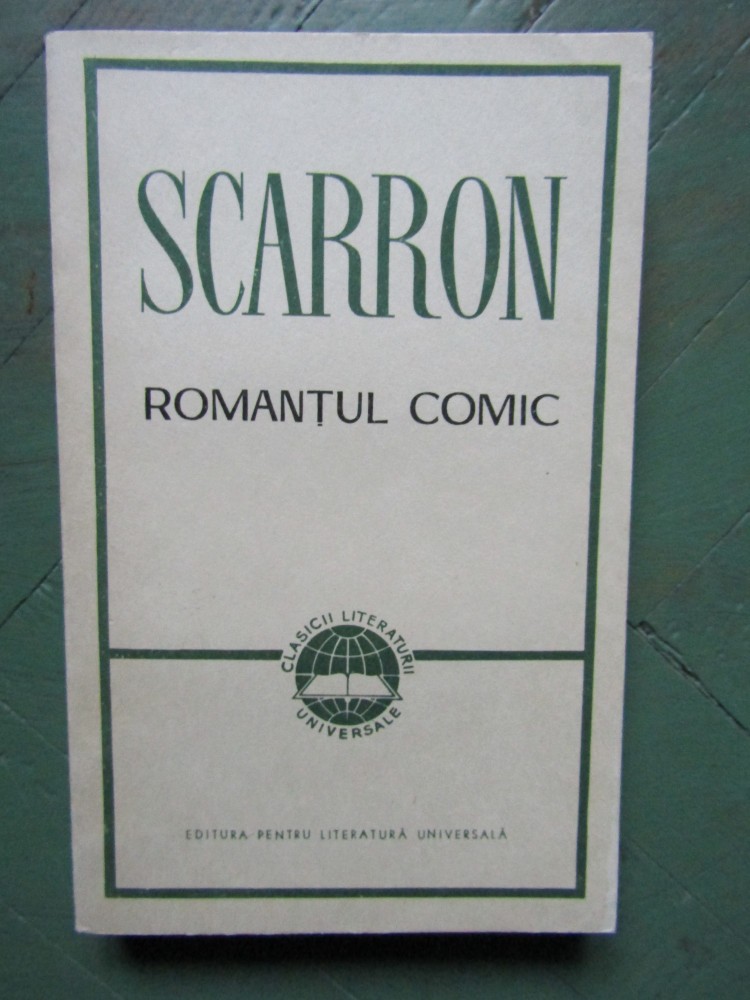 SCARRON
ROMANȚUL COMIC
CLASICII LITERATURII
UNIVERSALE
EDITURA PENTRU LITERATURĂ UNIVERSALĂ